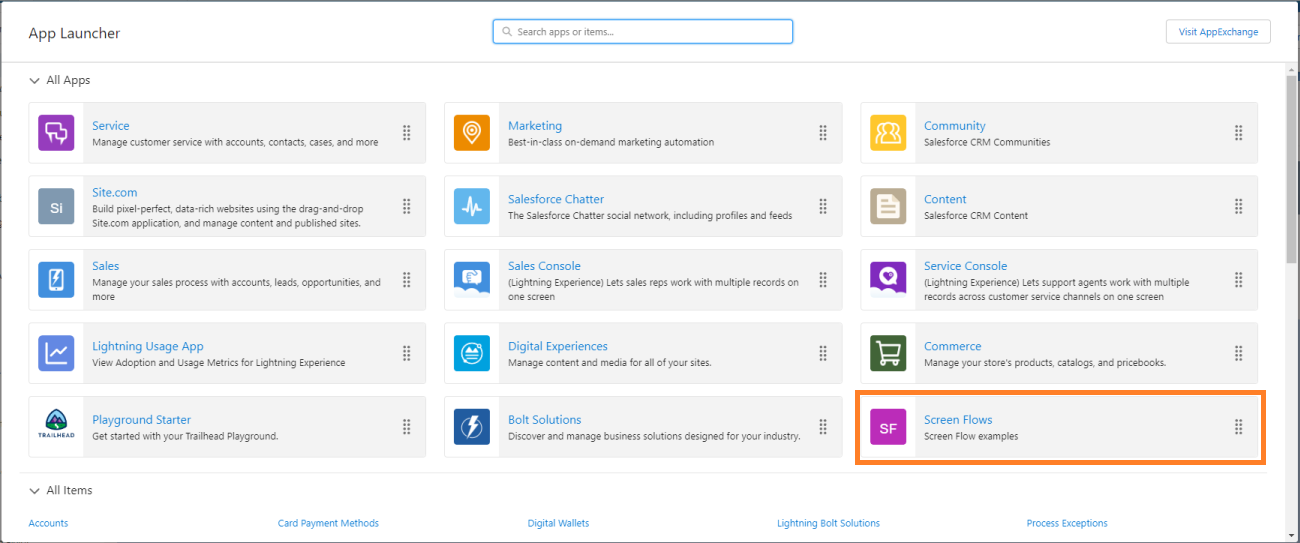 App Launcher
Search apps or items...
Visit AppExchange
All Apps
Service
Manage customer service with accounts, contacts, cases, and more
Marketing
Best-in-class on-demand marketing automation
Community
Salesforce CRM Communities
Si
Site.com
Build pixel-perfect, data-rich websites using the drag-and-drop
Site.com application, and manage content and published sites.
Salesforce Chatter
The Salesforce Chatter social network, including profiles and feeds
Content
Salesforce CRM Content
Sales
Manage your sales process with accounts, leads, opportunities, and
more
Sales Console
(Lightning Experience) Lets sales reps work with multiple records on
one screen
Service Console
(Lightning Experience) Lets support agents work with multiple
records across customer service channels on one screen
Lightning Usage App
View Adoption and Usage Metrics for Lightning Experience
Digital Experiences
Manage content and media for all of your sites.
Commerce
Manage your store's products, catalogs, and pricebooks.
TRAILHEAD
Playground Starter
Get started with your Trailhead Playground.
Bolt Solutions
Discover and manage business solutions designed for your industry.
SF
Screen Flows
Screen Flow examples
All Items
Accounts
Card Payment Methods
Digital Wallets
Lightning Bolt Solutions
Process Exceptions